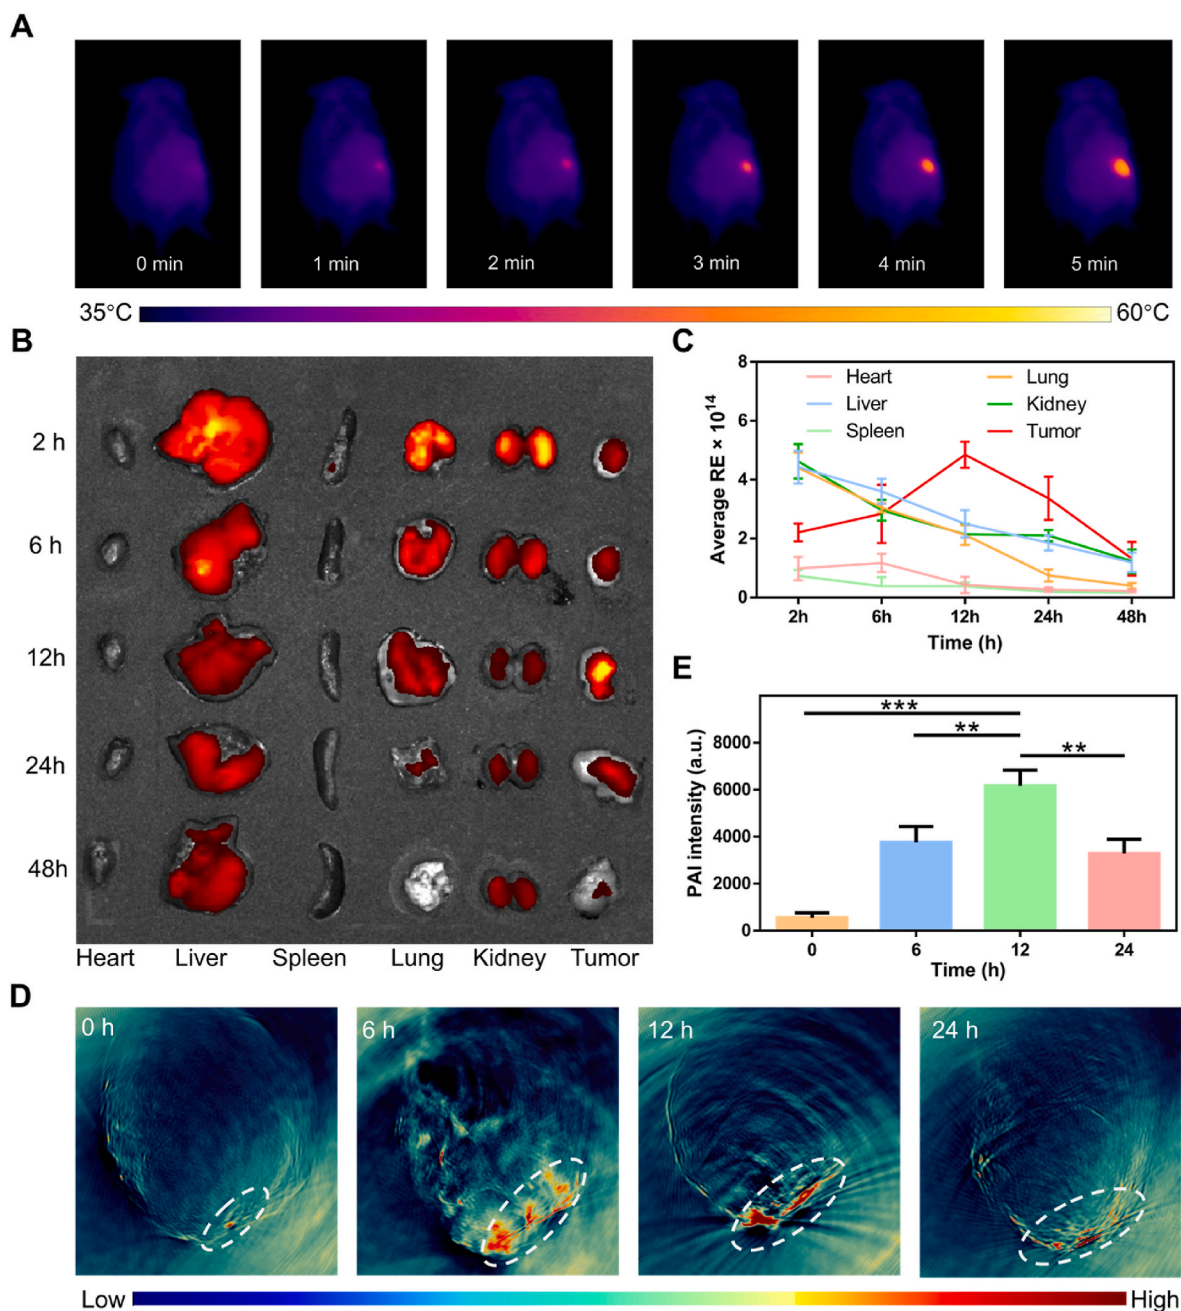 A
0 min
1 min
2 min
3 min
4 min
5 min
35°C
60°C
B
2 h
6 h
12h
24h
48h
Heart
Liver
Spleen
Lung
Kidney
Tumor
C
8
6
4
2
0
Average RE × 10¹⁴
Heart
Liver
Spleen
Lung
Kidney
Tumor
2h
6h
12h
24h
48h
Time (h)
E
8000
6000
4000
2000
0
PAI intensity (a.u.)
***
**
**
0
6
12
24
Time (h)
D
0 h
6 h
12 h
24 h
Low
High